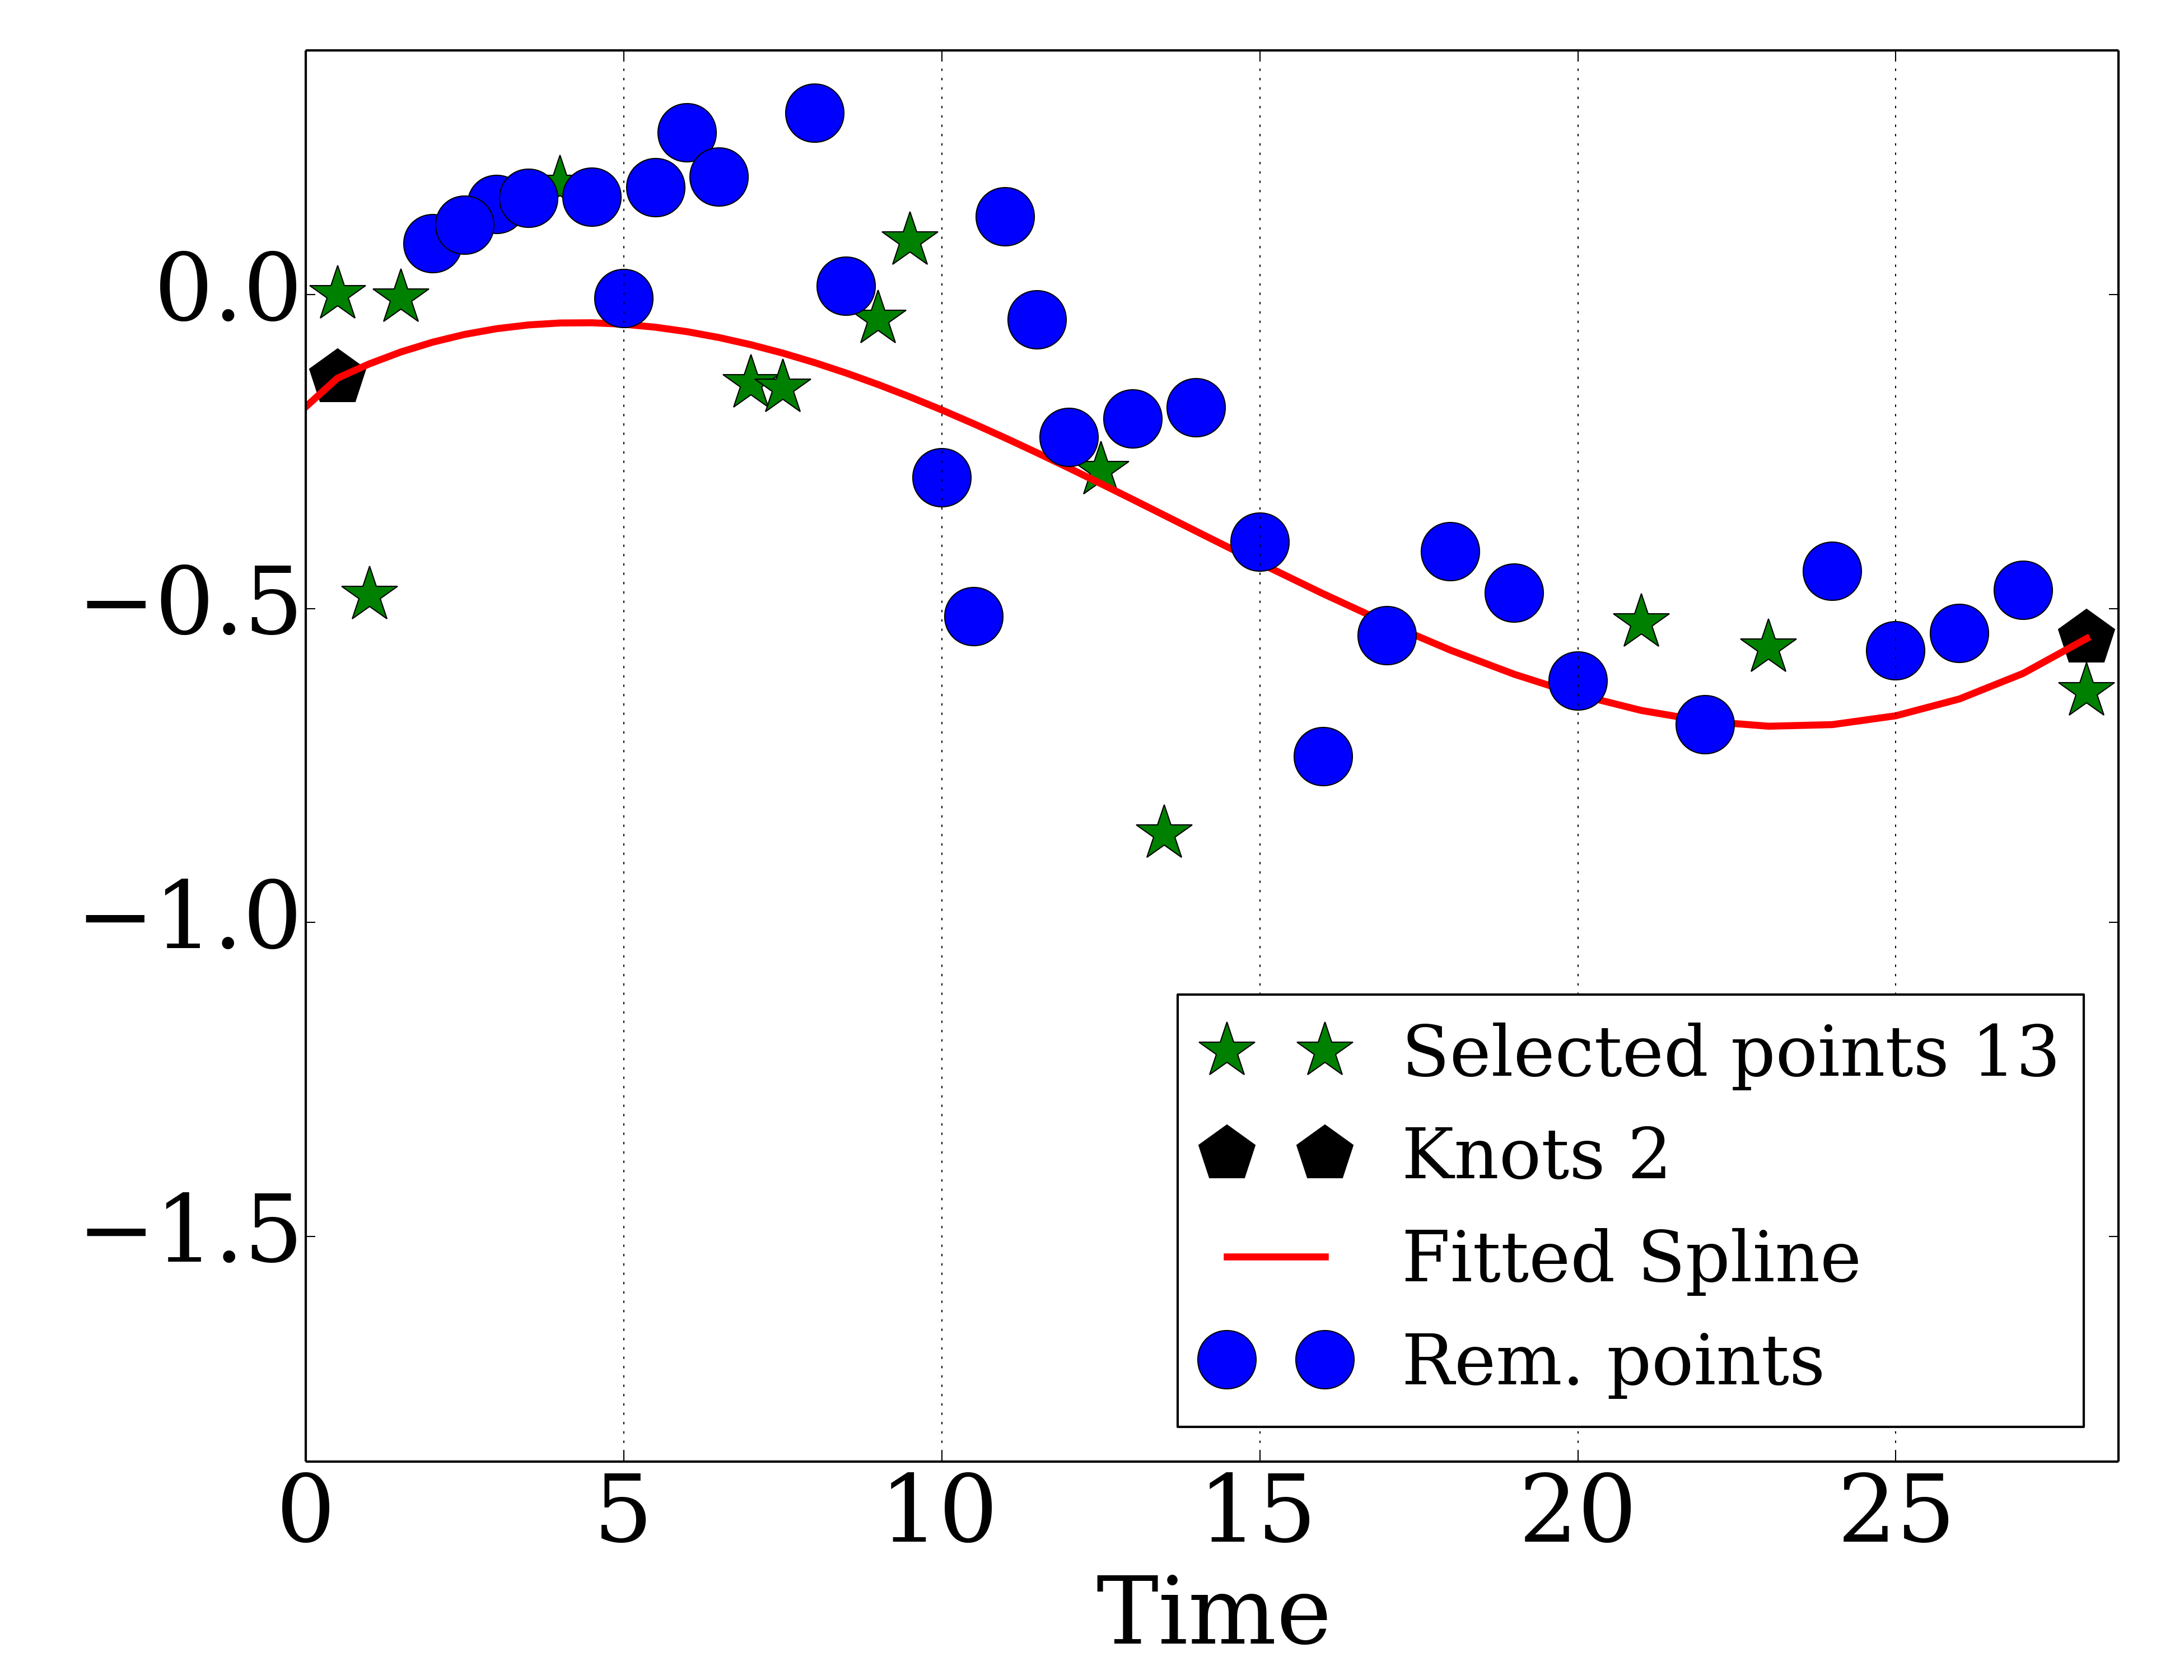 0.0
−0.5
−1.0
−1.5
Selected points 13
Knots 2
Fitted Spline
Rem. points
0 5 10 15 20 25
Time